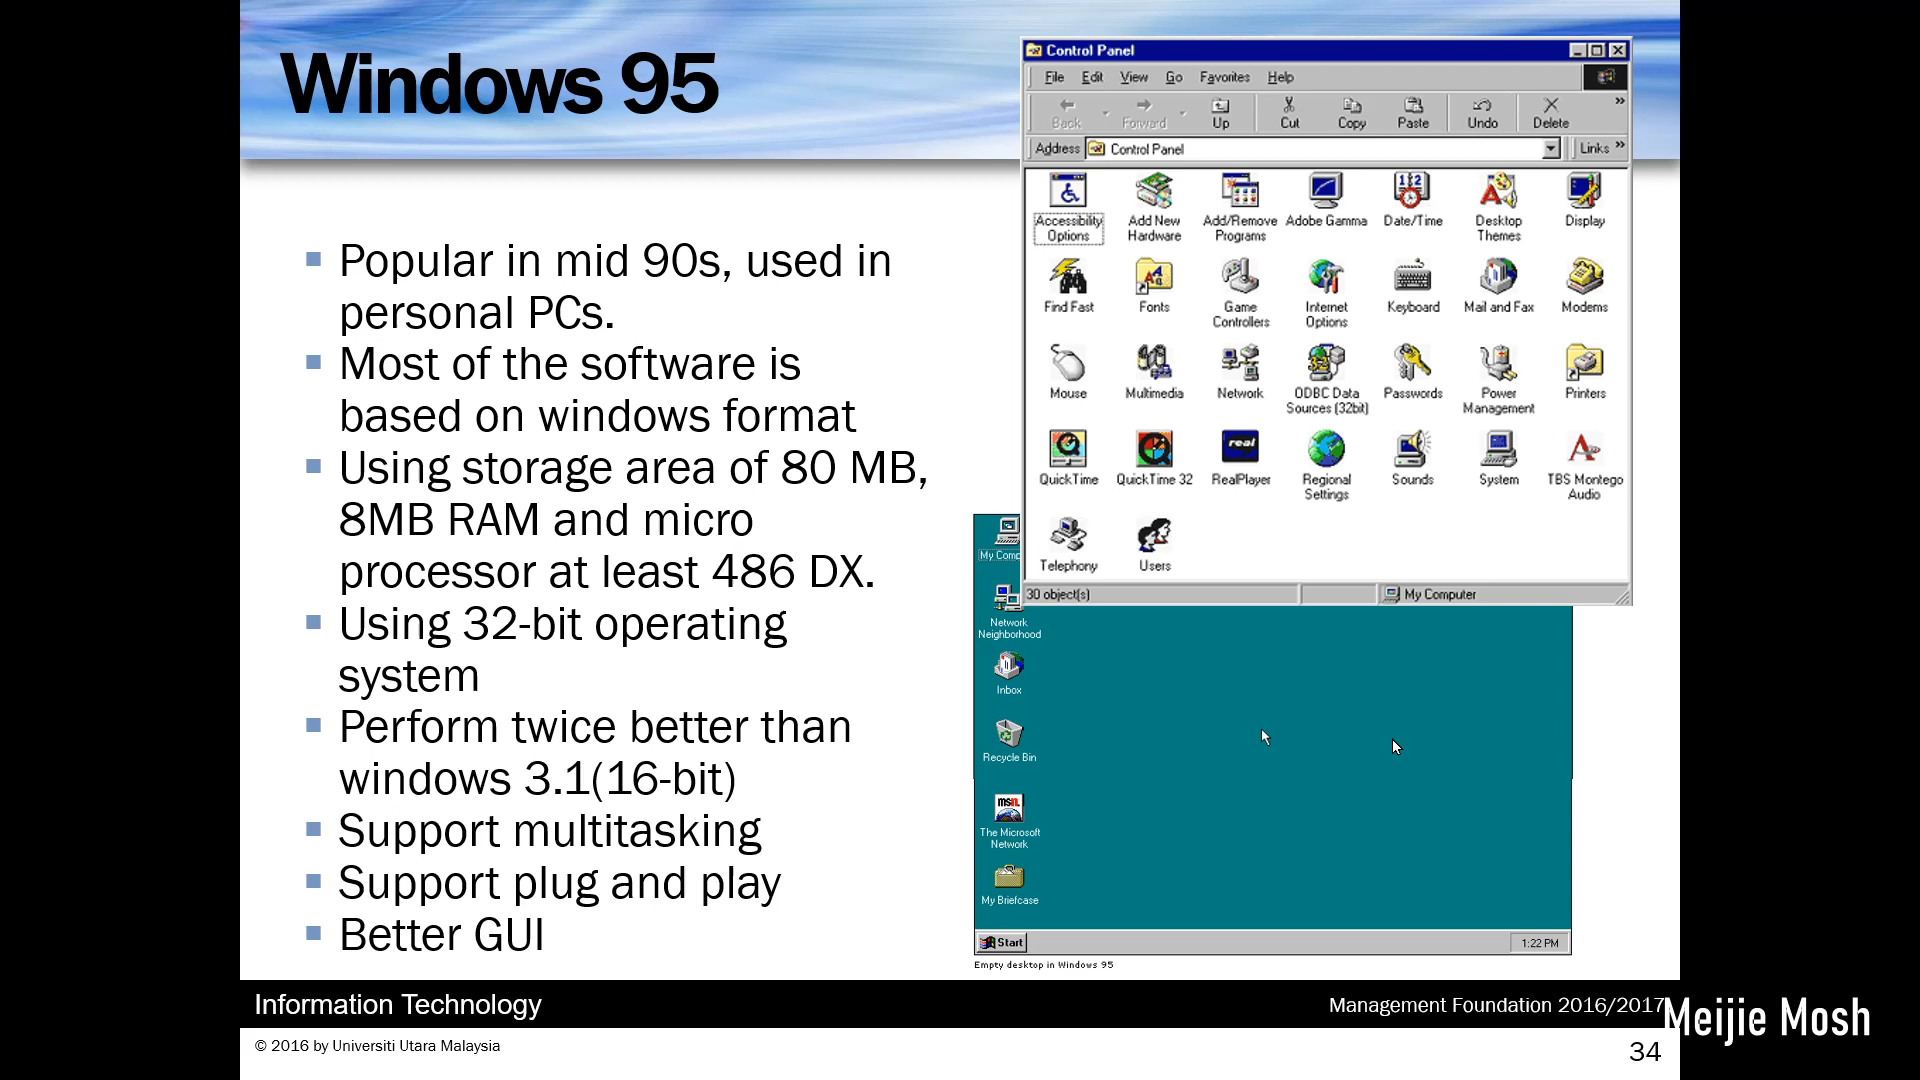 Windows 95
Popular in mid 90s, used in
personal PCs.
Most of the software is
based on windows format
Using storage area of 80 MB,
8MB RAM and micro
processor at least 486 DX.
Using 32-bit operating
system
Perform twice better than
windows 3.1(16-bit)
Support multitasking
Support plug and play
Better GUI
Control Panel
File Edit View Go Favorites Help
Back Forward Up Cut Copy Paste Undo Delete »
Address Control Panel Links »
Accessibility Options
Add New Hardware
Add/Remove Programs
Adobe Gamma
Date/Time
Desktop Themes
Display
Find Fast
Fonts
Game Controllers
Internet Options
Keyboard
Mail and Fax
Modems
Mouse
Multimedia
Network
ODBC Data Sources (32bit)
Passwords
Power Management
Printers
QuickTime
QuickTime 32
real
RealPlayer
Regional Settings
Sounds
System
TBS Montego Audio
Telephony
Users
30 object(s) My Computer
My Comp
Network
Neighborhood
Inbox
Recycle Bin
msn.
The Microsoft
Network
My Briefcase
Start 1:22 PM
Empty desktop in Windows 95
Information Technology
Management Foundation 2016/2017
Meijie Mosh
© 2016 by Universiti Utara Malaysia
34